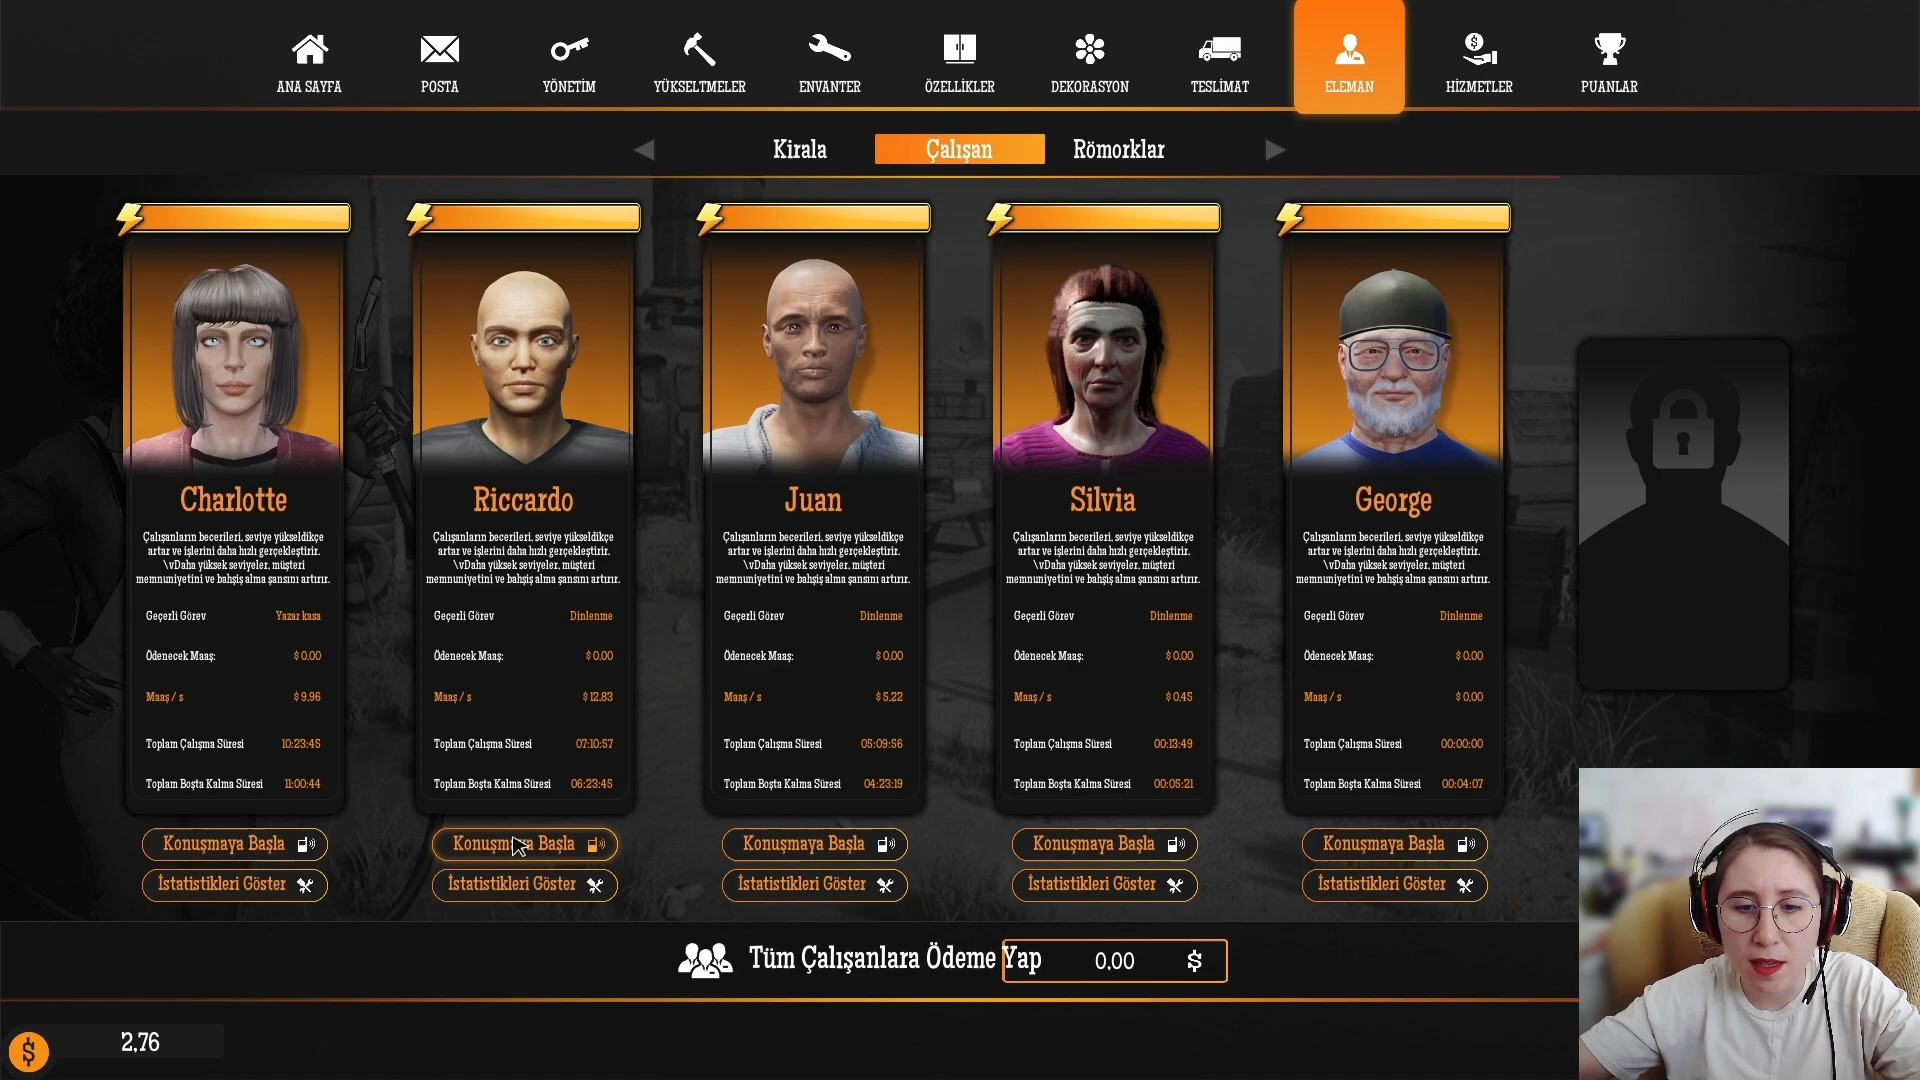 ANA SAYFA
POSTA
YÖNETİM
YÜKSELTMELER
ENVANTER
ÖZELLİKLER
DEKORASYON
TESLİMAT
ELEMAN
HİZMETLER
PUANLAR
Kirala
Çalışan
Römorklar
Charlotte
Çalışanların becerileri, seviye yükseldikçe
artar ve işlerini daha hızlı gerçekleştirir.
\vDaha yüksek seviyeler, müşteri
memnuniyetini ve bahşiş alma şansını artırır.
Geçerli Görev Yazar kasa
Ödenecek Maaş: $ 0,00
Maaş / s $ 9,96
Toplam Çalışma Süresi 10:23:45
Toplam Boşta Kalma Süresi 11:00:44
Konuşmaya Başla
İstatistikleri Göster
Riccardo
Çalışanların becerileri, seviye yükseldikçe
artar ve işlerini daha hızlı gerçekleştirir.
\vDaha yüksek seviyeler, müşteri
memnuniyetini ve bahşiş alma şansını artırır.
Geçerli Görev Dinlenme
Ödenecek Maaş: $ 0,00
Maaş / s $ 12,83
Toplam Çalışma Süresi 07:10:57
Toplam Boşta Kalma Süresi 06:23:45
Konuşmaya Başla
İstatistikleri Göster
Juan
Çalışanların becerileri, seviye yükseldikçe
artar ve işlerini daha hızlı gerçekleştirir.
\vDaha yüksek seviyeler, müşteri
memnuniyetini ve bahşiş alma şansını artırır.
Geçerli Görev Dinlenme
Ödenecek Maaş: $ 0,00
Maaş / s $ 5,22
Toplam Çalışma Süresi 05:09:56
Toplam Boşta Kalma Süresi 04:23:19
Konuşmaya Başla
İstatistikleri Göster
Silvia
Çalışanların becerileri, seviye yükseldikçe
artar ve işlerini daha hızlı gerçekleştirir.
\vDaha yüksek seviyeler, müşteri
memnuniyetini ve bahşiş alma şansını artırır.
Geçerli Görev Dinlenme
Ödenecek Maaş: $ 0,00
Maaş / s $ 0,45
Toplam Çalışma Süresi 00:13:49
Toplam Boşta Kalma Süresi 00:05:21
Konuşmaya Başla
İstatistikleri Göster
George
Çalışanların becerileri, seviye yükseldikçe
artar ve işlerini daha hızlı gerçekleştirir.
\vDaha yüksek seviyeler, müşteri
memnuniyetini ve bahşiş alma şansını artırır.
Geçerli Görev Dinlenme
Ödenecek Maaş: $ 0,00
Maaş / s $ 0,00
Toplam Çalışma Süresi 00:00:00
Toplam Boşta Kalma Süresi 00:04:07
Konuşmaya Başla
İstatistikleri Göster
Tüm Çalışanlara Ödeme Yap 0,00 $
$ 2,76